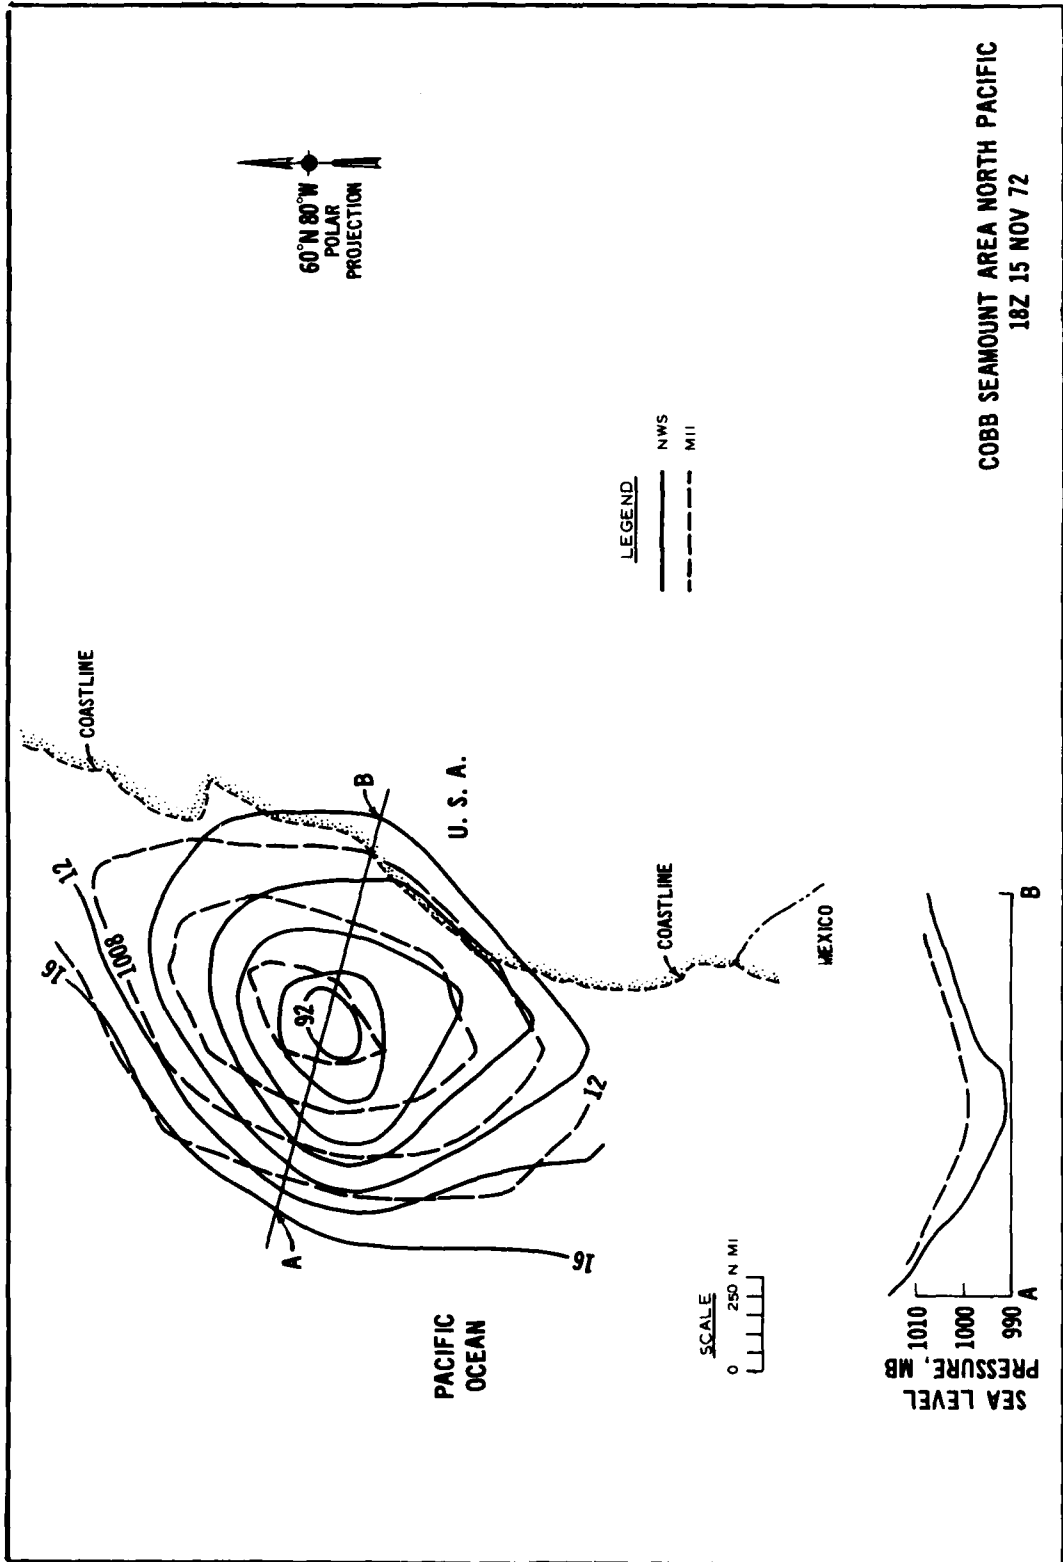 COASTLINE
60°N 80°W
POLAR
PROJECTION
12
1008
16
92
B
U. S. A.
A
12
16
PACIFIC
OCEAN
COASTLINE
MEXICO
LEGEND
NWS
MII
SCALE
0 250 N MI
SEA LEVEL
PRESSURE, MB
1010
1000
990
A
B
COBB SEAMOUNT AREA NORTH PACIFIC
18Z 15 NOV 72